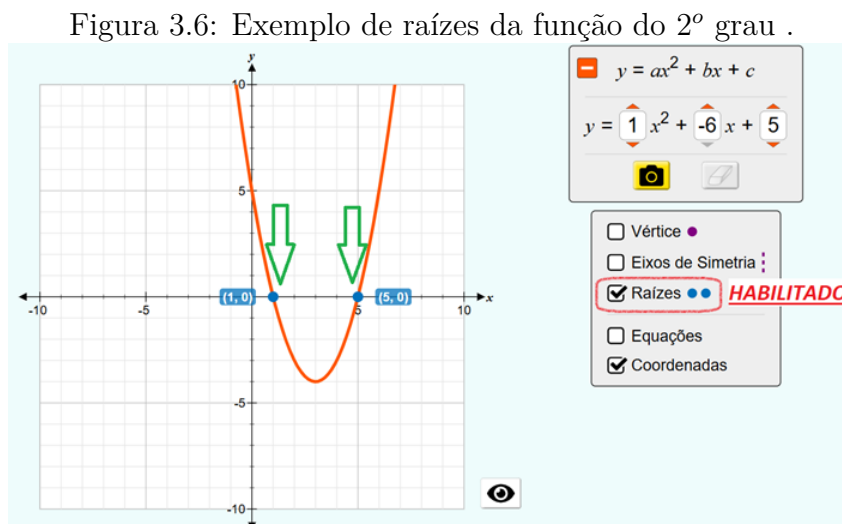 Figura 3.6: Exemplo de raízes da função do 2º grau .
y
10
5
-5
-10
-10
-5
5
10
x
(1, 0)
(5, 0)
y = ax² + bx + c
y = 1 x² + -6 x + 5
Vértice
Eixos de Simetria
Raízes
HABILITADO
Equações
Coordenadas